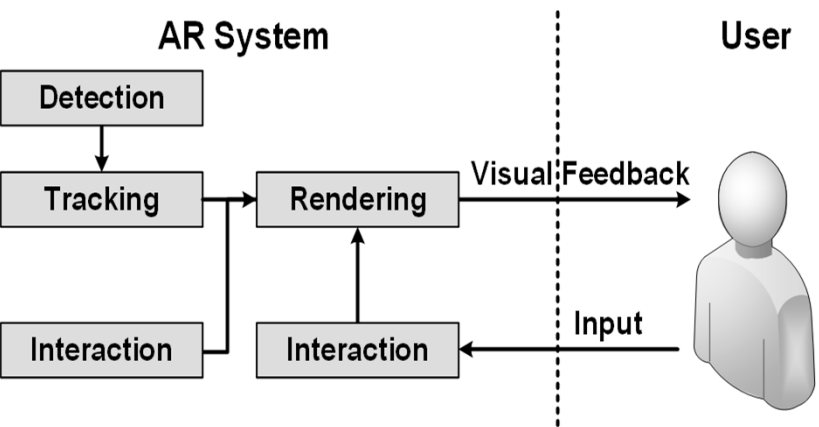 AR System
User
Detection
Tracking
Rendering
Visual Feedback
Interaction
Interaction
Input